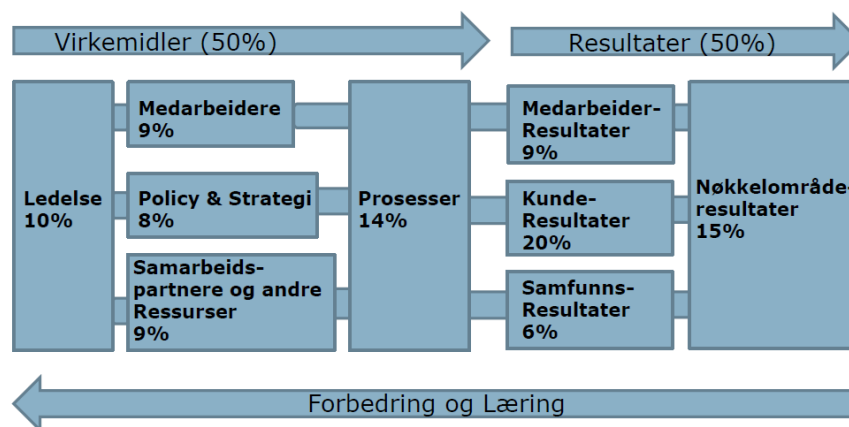 Virkemidler (50%)
Resultater (50%)
Ledelse
10%
Medarbeidere
9%
Policy & Strategi
8%
Samarbeids-
partnere og andre
Ressurser
9%
Prosesser
14%
Medarbeider-
Resultater
9%
Kunde-
Resultater
20%
Samfunns-
Resultater
6%
Nøkkelområde-
resultater
15%
Forbedring og Læring